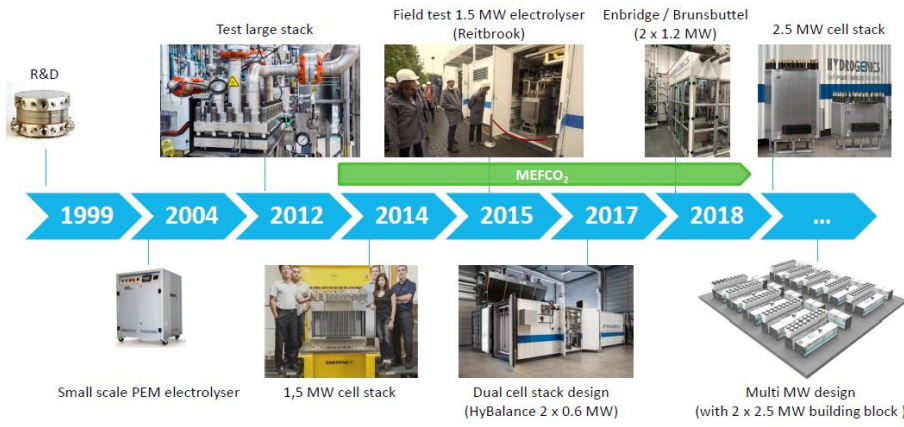 Test large stack
Field test 1.5 MW electrolyser
(Reitbrook)
Enbridge / Brunsbuttel
(2 x 1.2 MW)
2.5 MW cell stack
R&D
HYDROGENICS
MEFCO₂
1999
2004
2012
2014
2015
2017
2018
...
ENERPAC
Small scale PEM electrolyser
1,5 MW cell stack
Dual cell stack design
(HyBalance 2 x 0.6 MW)
Multi MW design
(with 2 x 2.5 MW building block )